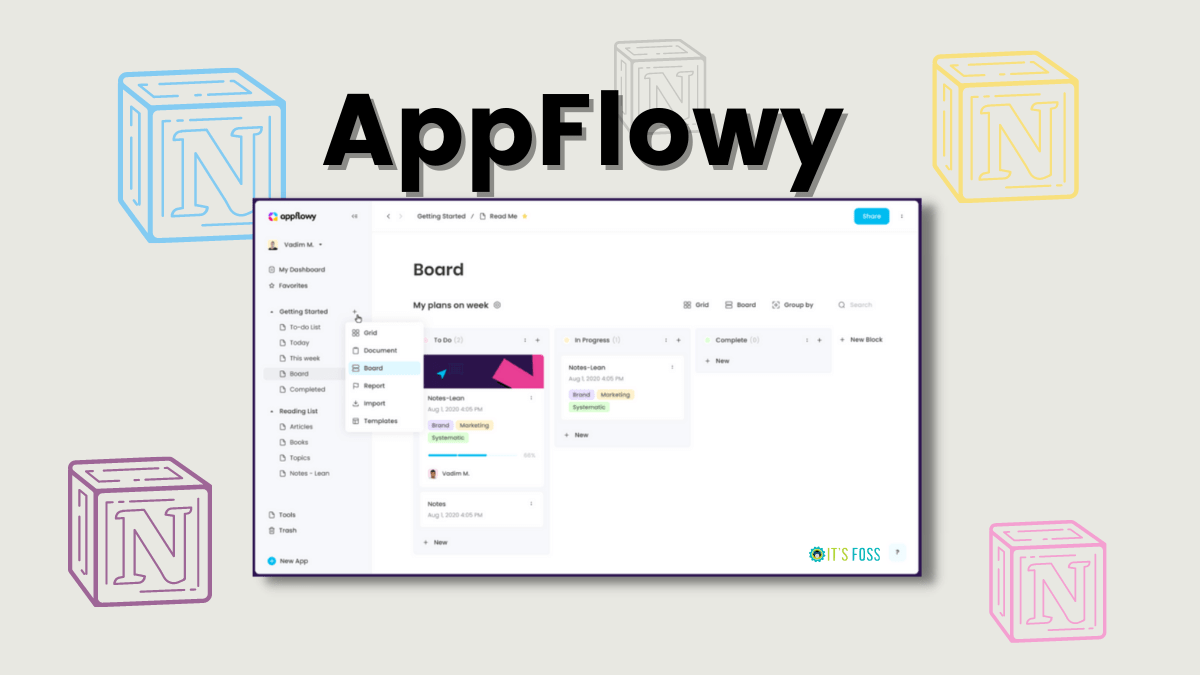 N
N
N
AppFlowy
appflowy
Getting Started / Read Me
Share
Vadim M.
My Dashboard
Favorites
Getting Started
To-do List
Today
This week
Board
Completed
Reading List
Articles
Books
Topics
Notes - Lean
Tools
Trash
New App
Grid
Document
Board
Report
Import
Templates
Board
My plans on week
Grid
Board
Group by
Search
To Do (2)
Notes-Lean
Aug 1, 2020 4:05 PM
Brand Marketing
Systematic
Vadim M.
Notes
Aug 1, 2020 4:05 PM
+ New
In Progress (1)
Notes-Lean
Aug 1, 2020 4:05 PM
Brand Marketing
Systematic
+ New
Complete (0)
+ New
+ New Block
IT'S FOSS
?
N
N